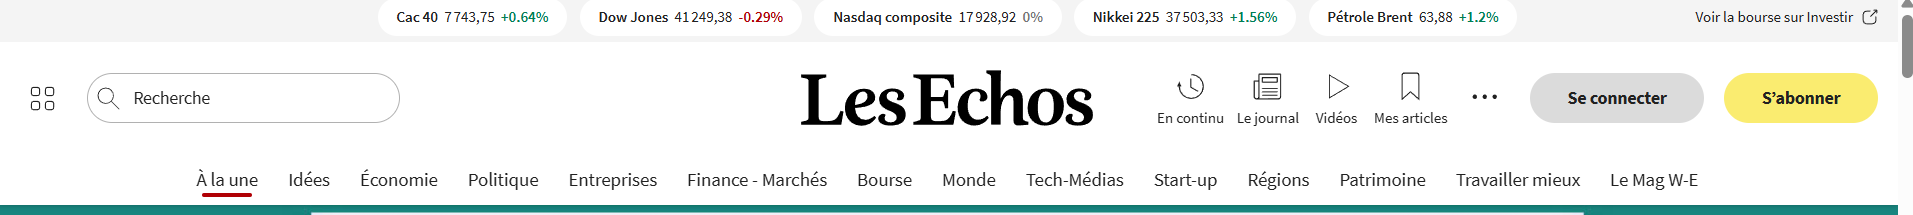 Cac 40 7 743,75 +0.64% Dow Jones 41 249,38 -0.29% Nasdaq composite 17 928,92 0% Nikkei 225 37 503,33 +1.56% Pétrole Brent 63,88 +1.2% Voir la bourse sur Investir
Recherche Les Echos En continu Le journal Vidéos Mes articles Se connecter S'abonner
À la une Idées Économie Politique Entreprises Finance - Marchés Bourse Monde Tech-Médias Start-up Régions Patrimoine Travailler mieux Le Mag W-E